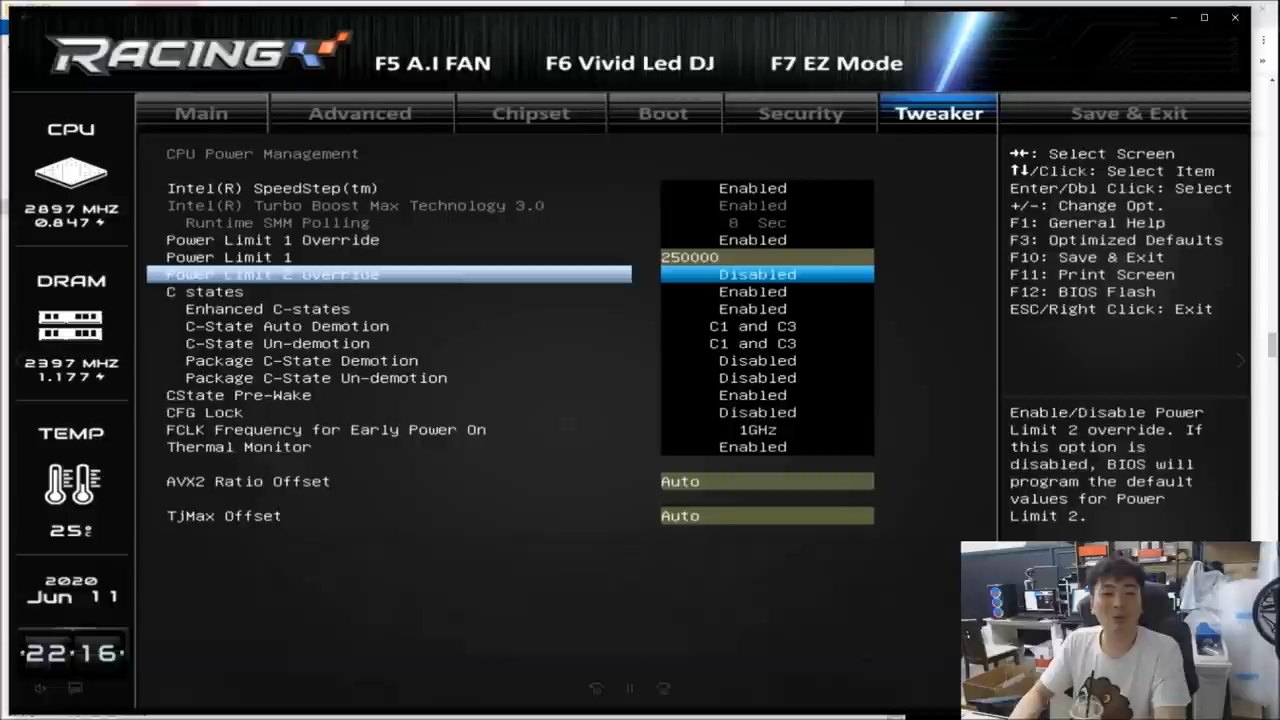 RACING
F5 A.I FAN
F6 Vivid Led DJ
F7 EZ Mode
Main
Advanced
Chipset
Boot
Security
Tweaker
Save & Exit
CPU
2897 MHZ
0.847
DRAM
2397 MHZ
1.177
TEMP
25°C
2020
Jun 11
22:16
CPU Power Management
Intel(R) SpeedStep(tm) Enabled
Intel(R) Turbo Boost Max Technology 3.0 Enabled
Runtime SMM Polling 8 Sec
Power Limit 1 Override Enabled
Power Limit 1 250000
Power Limit 2 Override Disabled
C states Enabled
Enhanced C-states Enabled
C-State Auto Demotion C1 and C3
C-State Un-demotion C1 and C3
Package C-State Demotion Disabled
Package C-State Un-demotion Disabled
CState Pre-Wake Enabled
CFG Lock Disabled
FCLK Frequency for Early Power On 1GHz
Thermal Monitor Enabled
AVX2 Ratio Offset Auto
TjMax Offset Auto
→←: Select Screen
↑↓/Click: Select Item
Enter/Dbl Click: Select
+/-: Change Opt.
F1: General Help
F3: Optimized Defaults
F10: Save & Exit
F11: Print Screen
F12: BIOS Flash
ESC/Right Click: Exit
Enable/Disable Power
Limit 2 override. If
this option is
disabled, BIOS will
program the default
values for Power
Limit 2.